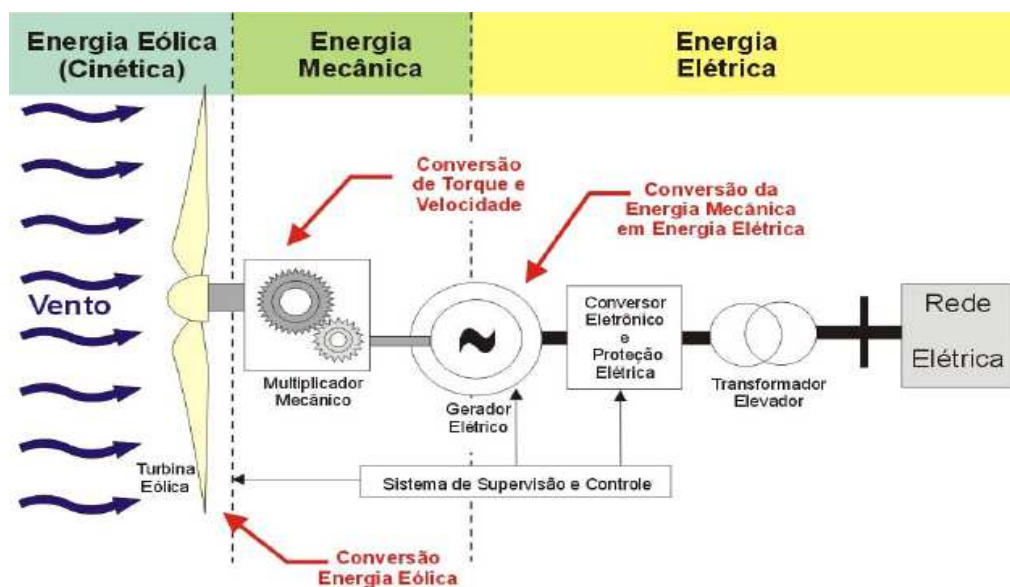 Energia Eólica
(Cinética)
Energia
Mecânica
Energia
Elétrica
Conversão
de Torque e
Velocidade
Conversão da
Energia Mecânica
em Energia Elétrica
Vento
Multiplicador
Mecânico
Gerador
Elétrico
Conversor
Eletrônico
e
Proteção
Elétrica
Transformador
Elevador
Rede
Elétrica
Turbina
Eólica
Sistema de Supervisão e Controle
Conversão
Energia Eólica